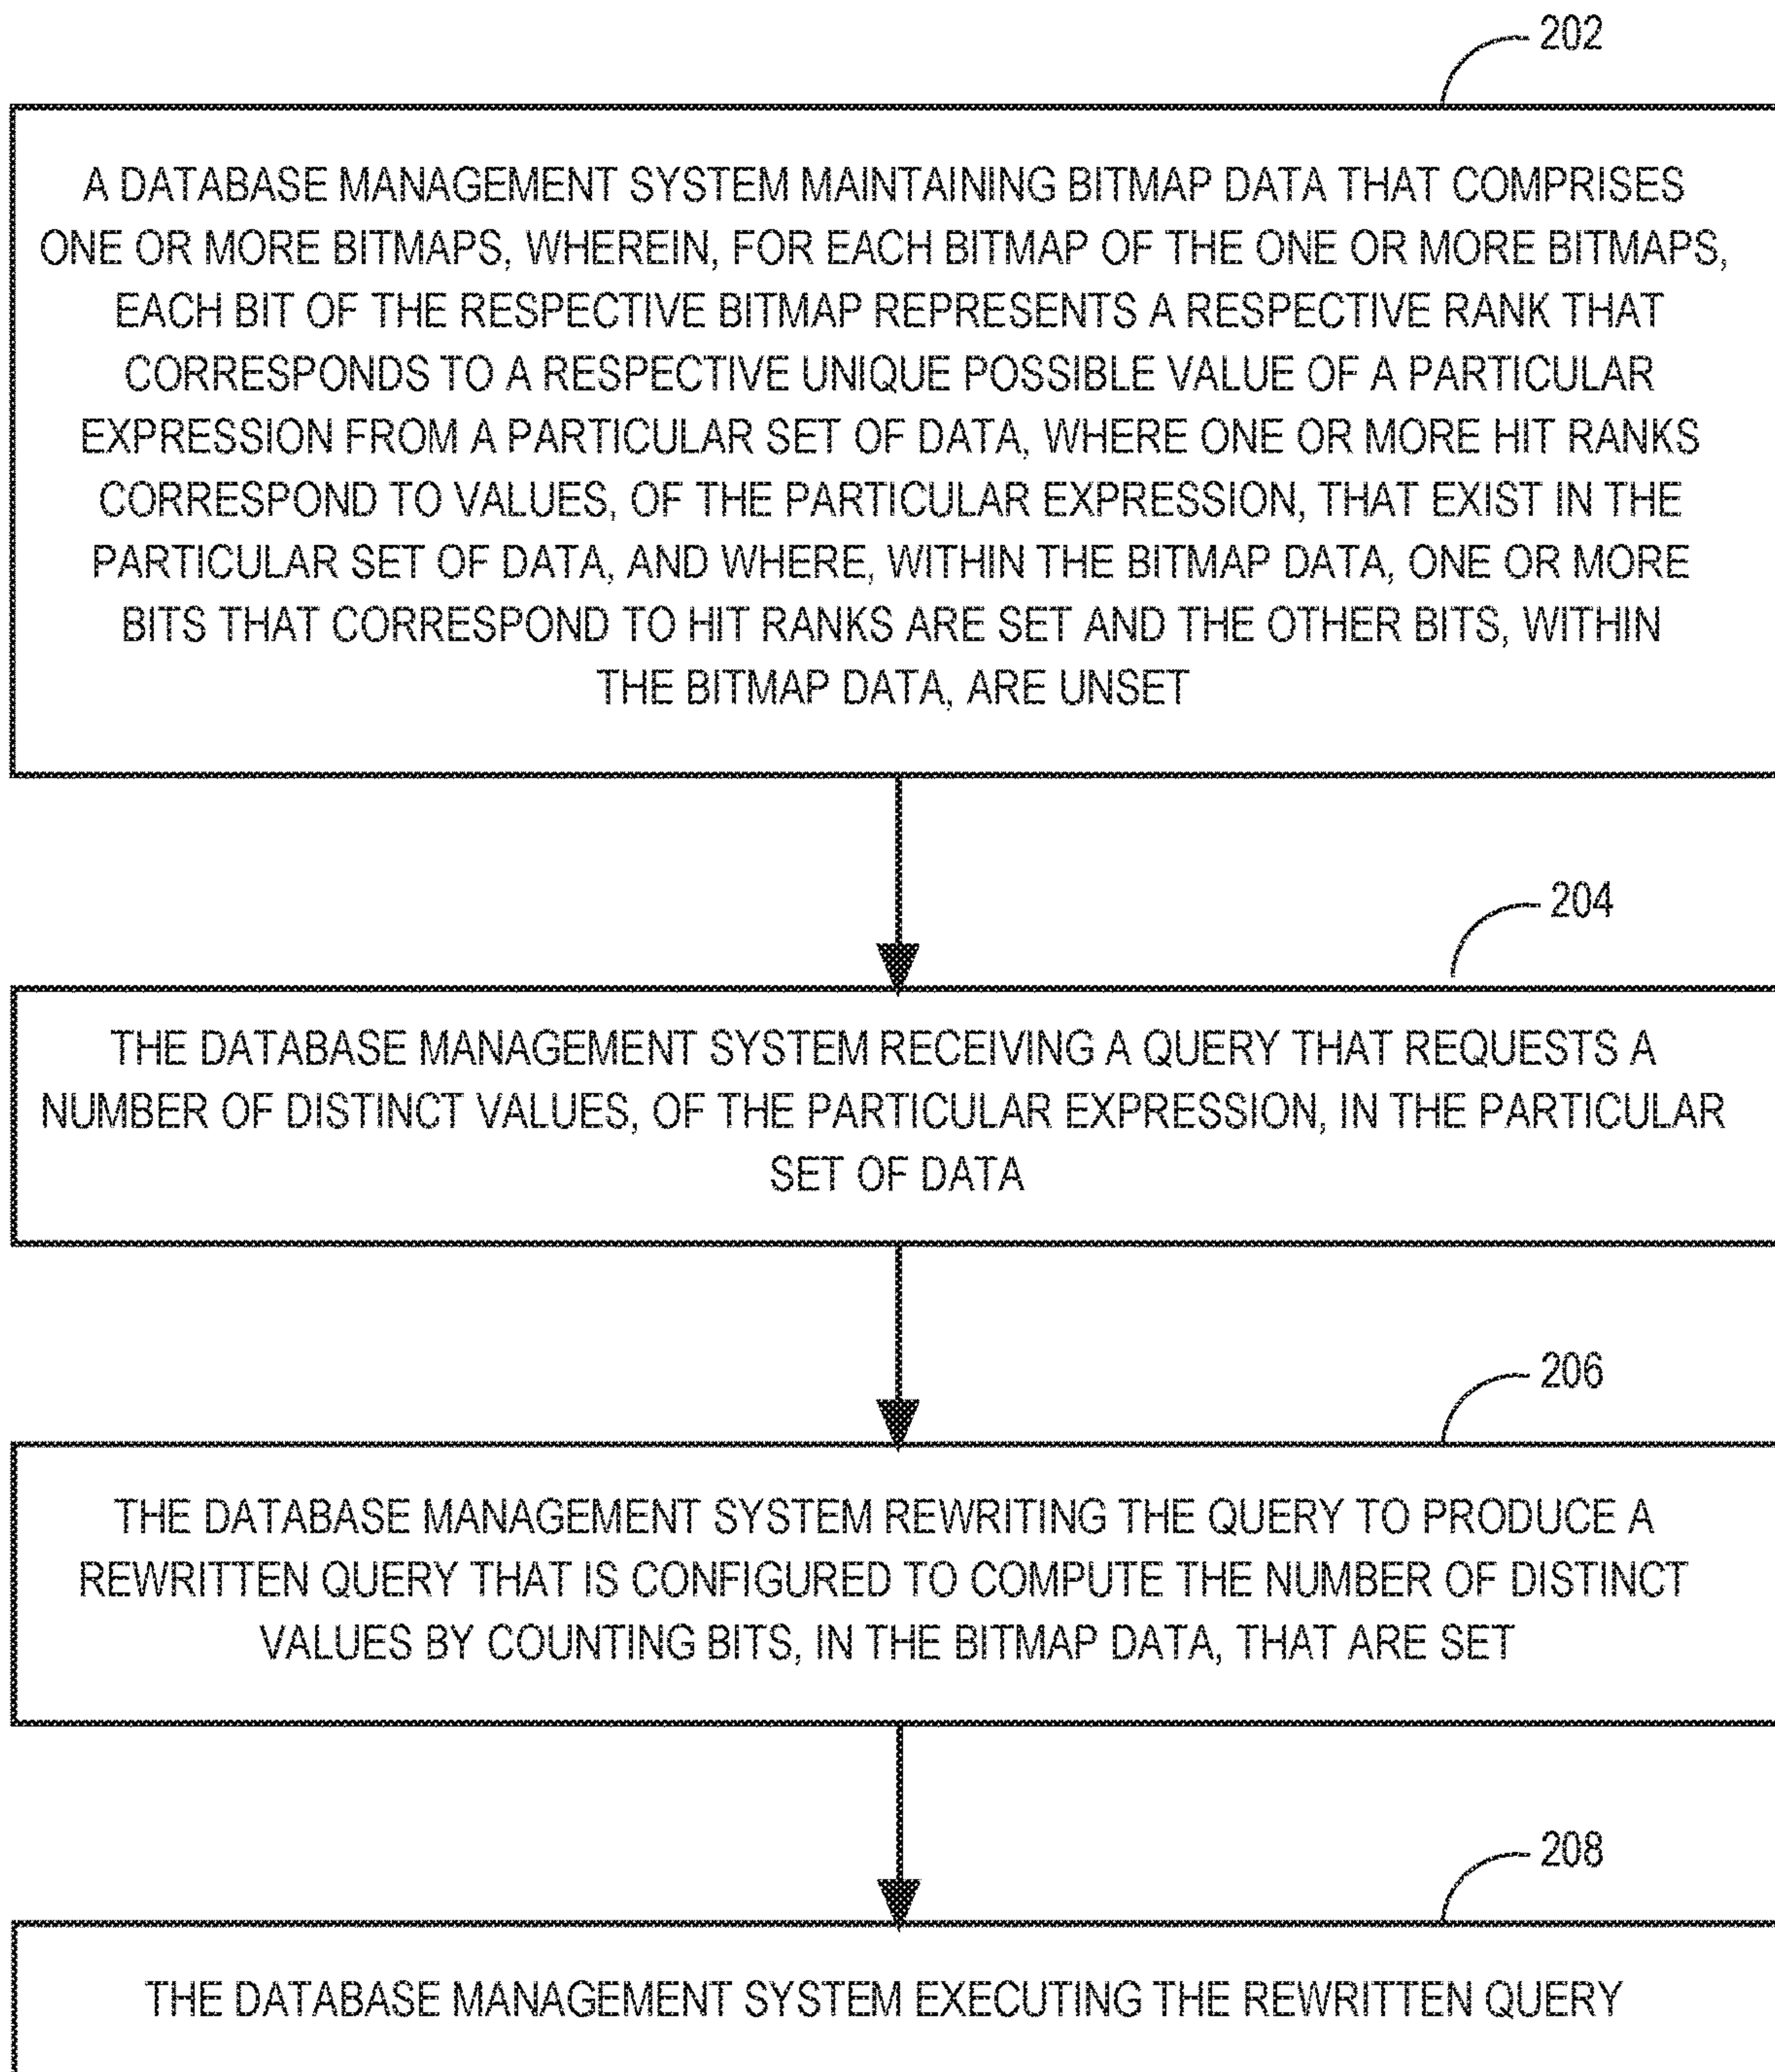 202
A DATABASE MANAGEMENT SYSTEM MAINTAINING BITMAP DATA THAT COMPRISES
ONE OR MORE BITMAPS, WHEREIN, FOR EACH BITMAP OF THE ONE OR MORE BITMAPS,
EACH BIT OF THE RESPECTIVE BITMAP REPRESENTS A RESPECTIVE RANK THAT
CORRESPONDS TO A RESPECTIVE UNIQUE POSSIBLE VALUE OF A PARTICULAR
EXPRESSION FROM A PARTICULAR SET OF DATA, WHERE ONE OR MORE HIT RANKS
CORRESPOND TO VALUES, OF THE PARTICULAR EXPRESSION, THAT EXIST IN THE
PARTICULAR SET OF DATA, AND WHERE, WITHIN THE BITMAP DATA, ONE OR MORE
BITS THAT CORRESPOND TO HIT RANKS ARE SET AND THE OTHER BITS, WITHIN
THE BITMAP DATA, ARE UNSET
204
THE DATABASE MANAGEMENT SYSTEM RECEIVING A QUERY THAT REQUESTS A
NUMBER OF DISTINCT VALUES, OF THE PARTICULAR EXPRESSION, IN THE PARTICULAR
SET OF DATA
206
THE DATABASE MANAGEMENT SYSTEM REWRITING THE QUERY TO PRODUCE A
REWRITTEN QUERY THAT IS CONFIGURED TO COMPUTE THE NUMBER OF DISTINCT
VALUES BY COUNTING BITS, IN THE BITMAP DATA, THAT ARE SET
208
THE DATABASE MANAGEMENT SYSTEM EXECUTING THE REWRITTEN QUERY